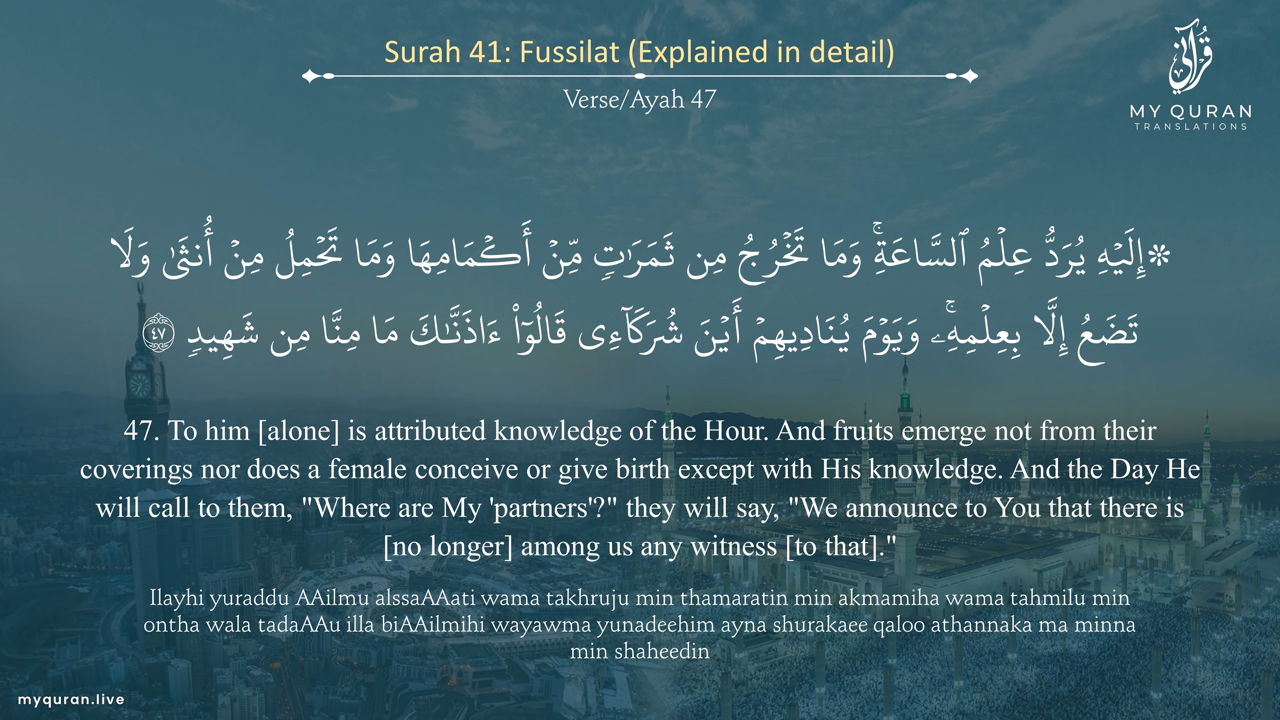 Surah 41: Fussilat (Explained in detail)
Verse/Ayah 47
قرآني
MY QURAN
TRANSLATIONS
۞إِلَيْهِ يُرَدُّ عِلْمُ ٱلسَّاعَةِۚ وَمَا تَخْرُجُ مِن ثَمَرَٰتٍ مِّنْ أَكْمَامِهَا وَمَا تَحْمِلُ مِنْ أُنثَىٰ وَلَا
تَضَعُ إِلَّا بِعِلْمِهِۦۚ وَيَوْمَ يُنَادِيهِمْ أَيْنَ شُرَكَآءِى قَالُوٓا۟ ءَاذَنَّـٰكَ مَا مِنَّا مِن شَهِيدٍ ٤٧
47. To him [alone] is attributed knowledge of the Hour. And fruits emerge not from their
coverings nor does a female conceive or give birth except with His knowledge. And the Day He
will call to them, "Where are My 'partners'?" they will say, "We announce to You that there is
[no longer] among us any witness [to that]."
Ilayhi yuraddu AAilmu alssaAAati wama takhruju min thamaratin min akmamiha wama tahmilu min
ontha wala tadaAAu illa biAAilmihi wayawma yunadeehim ayna shurakaee qaloo athannaka ma minna
min shaheedin
myquran.live